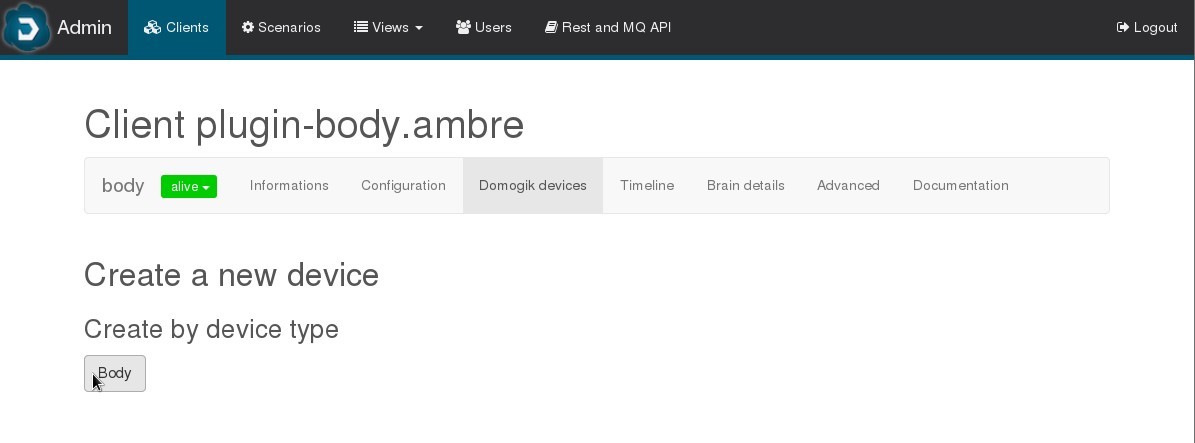 Admin Clients Scenarios Views Users Rest and MQ API Logout
Client plugin-body.ambre
body alive Informations Configuration Domogik devices Timeline Brain details Advanced Documentation
Create a new device
Create by device type
Body